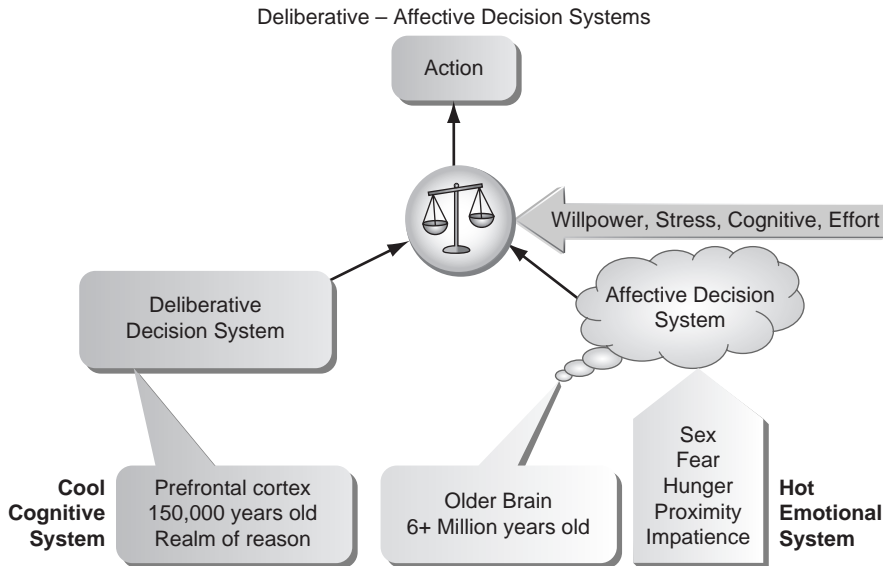 Deliberative – Affective Decision Systems
Action
Willpower, Stress, Cognitive, Effort
Deliberative
Decision System
Affective Decision
System
Cool
Cognitive
System
Prefrontal cortex
150,000 years old
Realm of reason
Older Brain
6+ Million years old
Sex
Fear
Hunger
Proximity
Impatience
Hot
Emotional
System